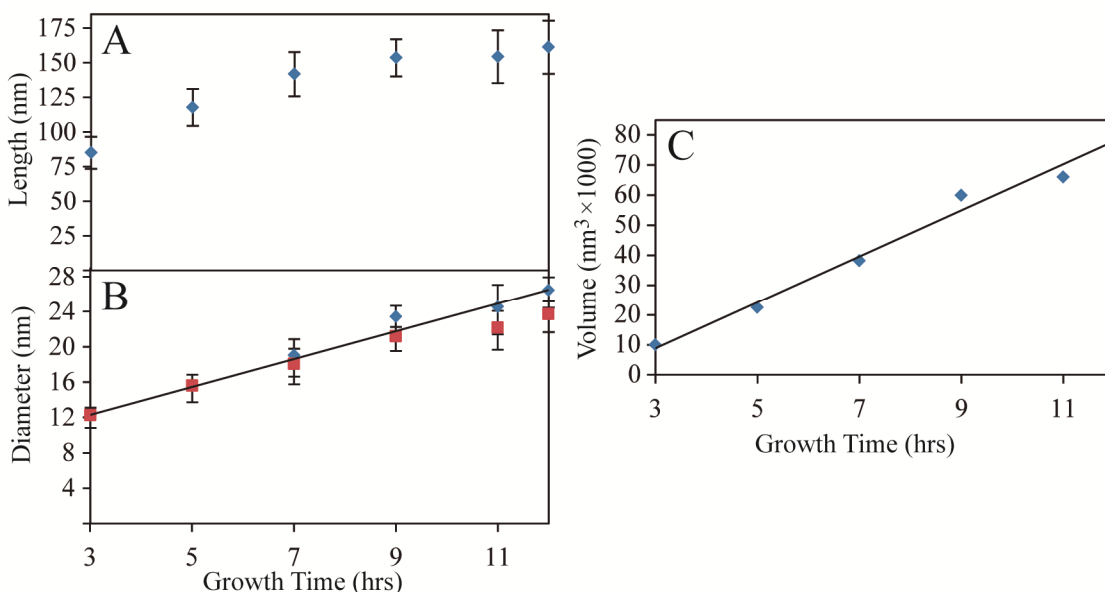 A
Length (nm)
175
150
125
100
75
50
25
B
Diameter (nm)
28
24
20
16
12
8
4
3 5 7 9 11
Growth Time (hrs)
C
Volume (nm³×1000)
80
70
60
50
40
30
20
10
0
3 5 7 9 11
Growth Time (hrs)